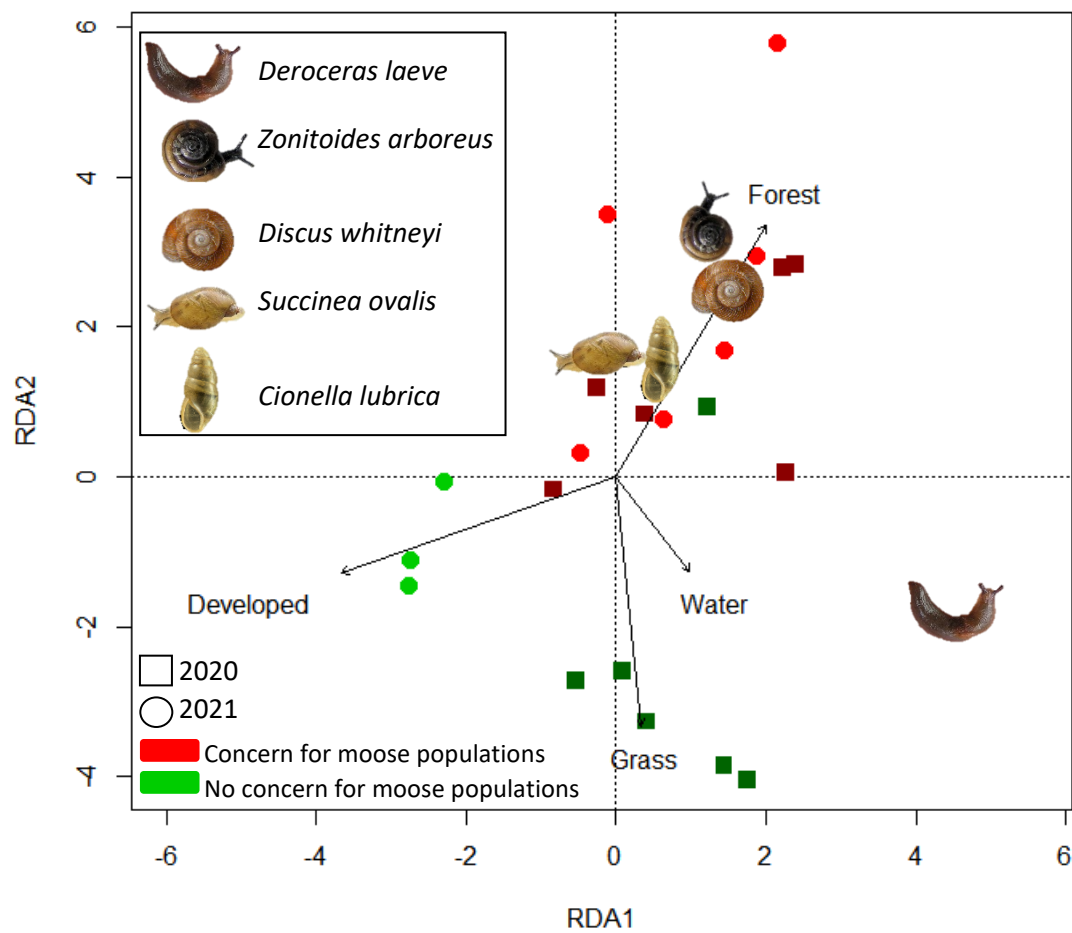 Deroceras laeve
Zonitoides arboreus
Discus whitneyi
Succinea ovalis
Cionella lubrica
Forest
Developed
Water
Grass
2020
2021
Concern for moose populations
No concern for moose populations
RDA2
6
4
2
0
-2
-4
-6
-4
-2
0
2
4
6
RDA1